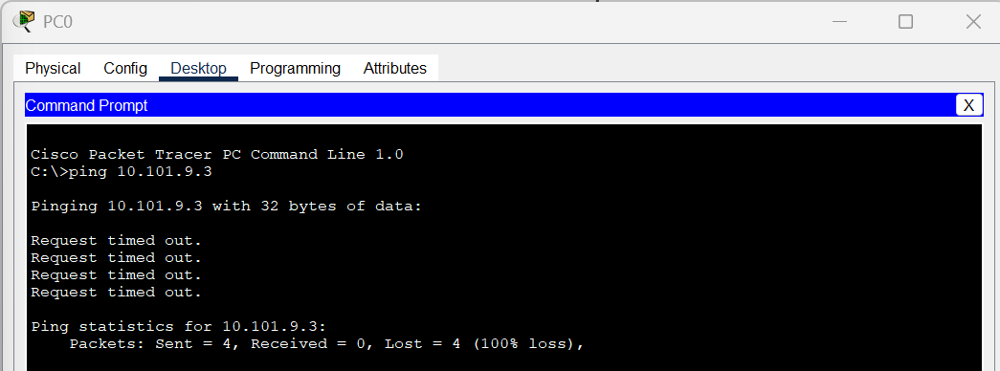 PC0
Physical Config Desktop Programming Attributes
Command Prompt
X
Cisco Packet Tracer PC Command Line 1.0
C:\>ping 10.101.9.3
Pinging 10.101.9.3 with 32 bytes of data:
Request timed out.
Request timed out.
Request timed out.
Request timed out.
Ping statistics for 10.101.9.3:
Packets: Sent = 4, Received = 0, Lost = 4 (100% loss),